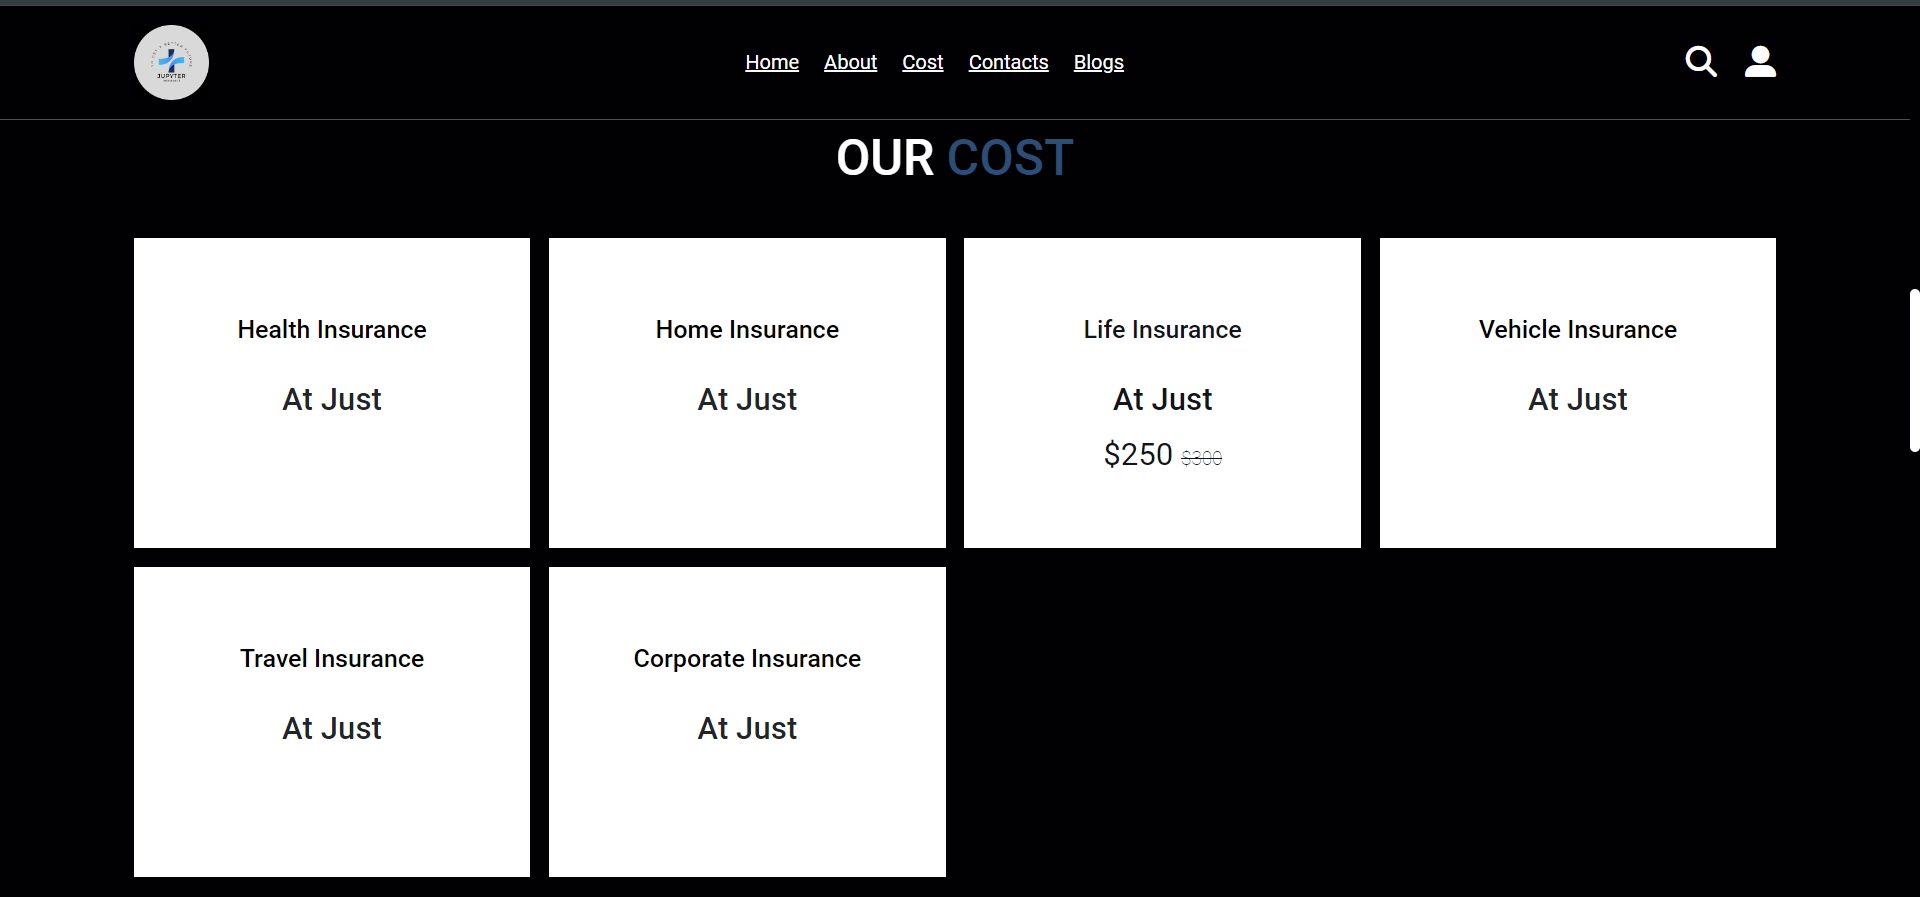 JUPYTER
Home About Cost Contacts Blogs
OUR COST
Health Insurance
At Just
Home Insurance
At Just
Life Insurance
At Just
$250 $300
Vehicle Insurance
At Just
Travel Insurance
At Just
Corporate Insurance
At Just